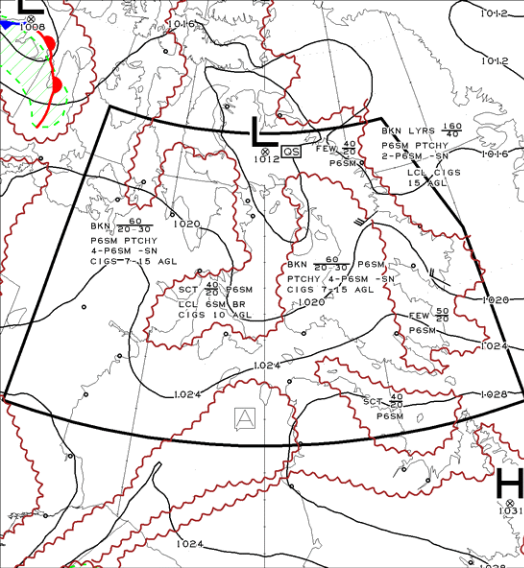 L
1008
1016
1012
1012
L
1012
QS
FEW 40/20
P6SM
BKN LYRS 160/40
P6SM PTCHY
2-P6SM -SN
LCL CIGS
15 AGL
1016
BKN 60/20-30
P6SM PTCHY
4-P6SM -SN
CIGS 7-15 AGL
1020
BKN 60/20-30 P6SM
PTCHY 4-P6SM -SN
CIGS 7-15 AGL
SCT 40/20 P6SM
LCL 6SM BR
CIGS 10 AGL
1020
1020
FEW 50/20
P6SM
1024
1024
1024
1028
SCT 40/20
P6SM
A
H
1031
1024
1028